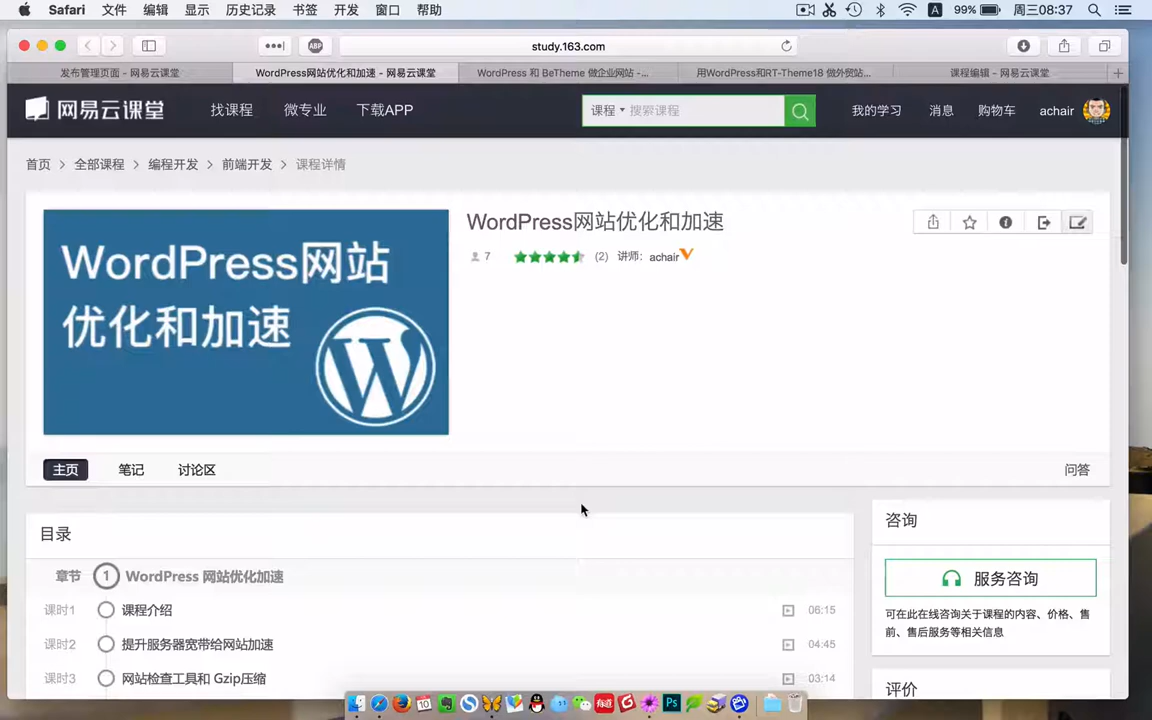 Safari 文件 编辑 显示 历史记录 书签 开发 窗口 帮助 A 99% 周三08:37
ABP study.163.com
发布管理页面 - 网易云课堂 WordPress网站优化和加速 - 网易云课堂 WordPress 和 BeTheme 做企业网站 -... 用WordPress和RT-Theme18 做外贸站... 课程编辑 - 网易云课堂
网易云课堂 找课程 微专业 下载APP 课程 搜索课程 我的学习 消息 购物车 achair
首页 > 全部课程 > 编程开发 > 前端开发 > 课程详情
WordPress网站
优化和加速
WordPress网站优化和加速
7 (2) 讲师: achair
主页 笔记 讨论区 问答
目录
章节 1 WordPress 网站优化加速
课时1 课程介绍 06:15
课时2 提升服务器宽带给网站加速 04:45
课时3 网站检查工具和 Gzip压缩 03:14
咨询
服务咨询
可在此在线咨询关于课程的内容、价格、售
前、售后服务等相关信息
评价